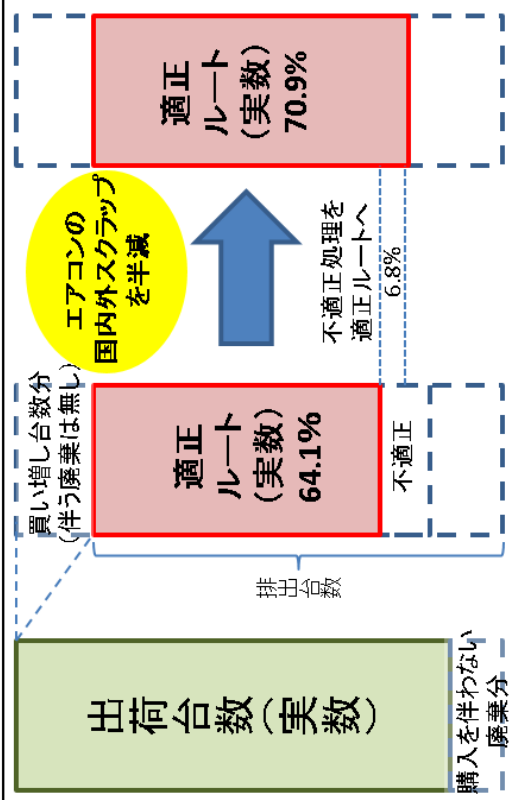 出荷台数(実数)
購入を伴わない
廃棄分
買い増し台数分
(伴う廃棄は無し)
排出台数
適正
ルート
(実数)
64.1%
不適正
エアコンの
国内外スクラップ
を半減
不適正処理を
適正ルートへ
6.8%
適正
ルート
(実数)
70.9%